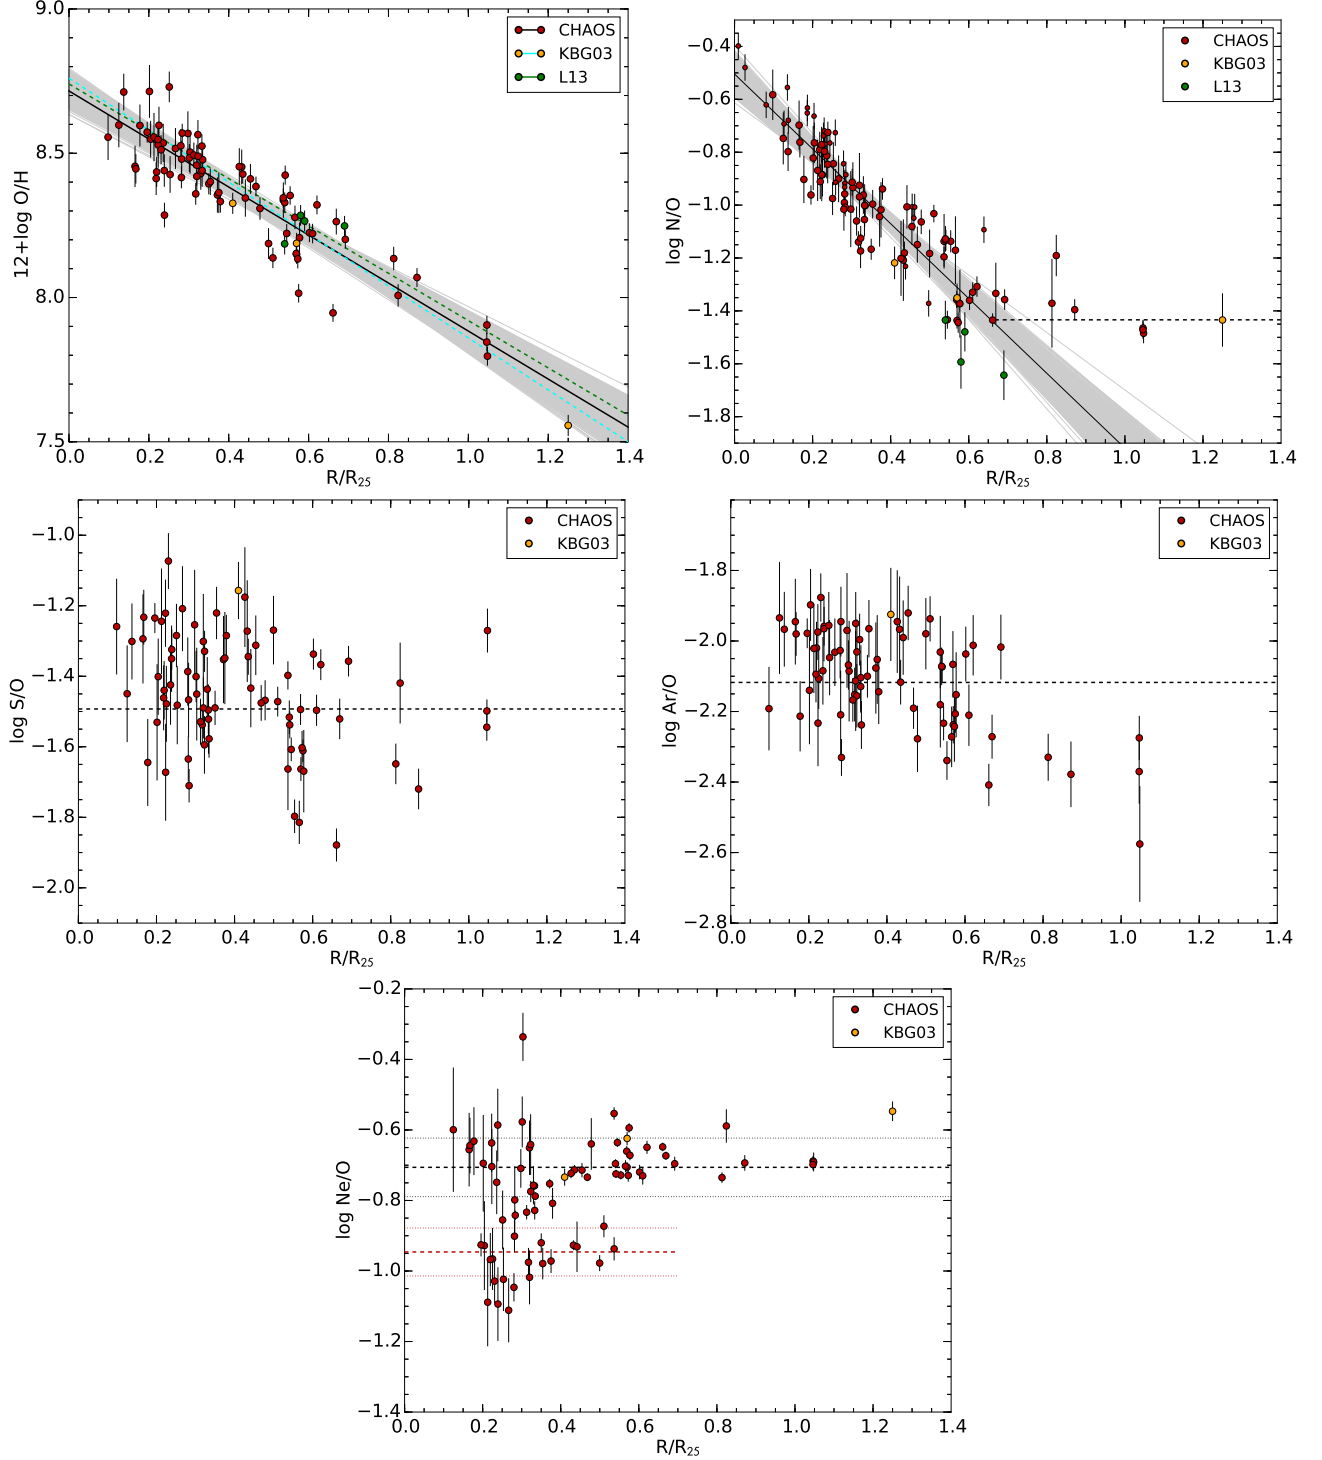 12+log O/H
9.0
8.5
8.0
7.5
0.0 0.2 0.4 0.6 0.8 1.0 1.2 1.4
R/R25
CHAOS
KBG03
L13
log N/O
−0.4
−0.6
−0.8
−1.0
−1.2
−1.4
−1.6
−1.8
0.0 0.2 0.4 0.6 0.8 1.0 1.2 1.4
R/R25
CHAOS
KBG03
L13
log S/O
−1.0
−1.2
−1.4
−1.6
−1.8
−2.0
0.0 0.2 0.4 0.6 0.8 1.0 1.2 1.4
R/R25
CHAOS
KBG03
log Ar/O
−1.8
−2.0
−2.2
−2.4
−2.6
−2.8
0.0 0.2 0.4 0.6 0.8 1.0 1.2 1.4
R/R25
CHAOS
KBG03
log Ne/O
−0.2
−0.4
−0.6
−0.8
−1.0
−1.2
−1.4
0.0 0.2 0.4 0.6 0.8 1.0 1.2 1.4
R/R25
CHAOS
KBG03